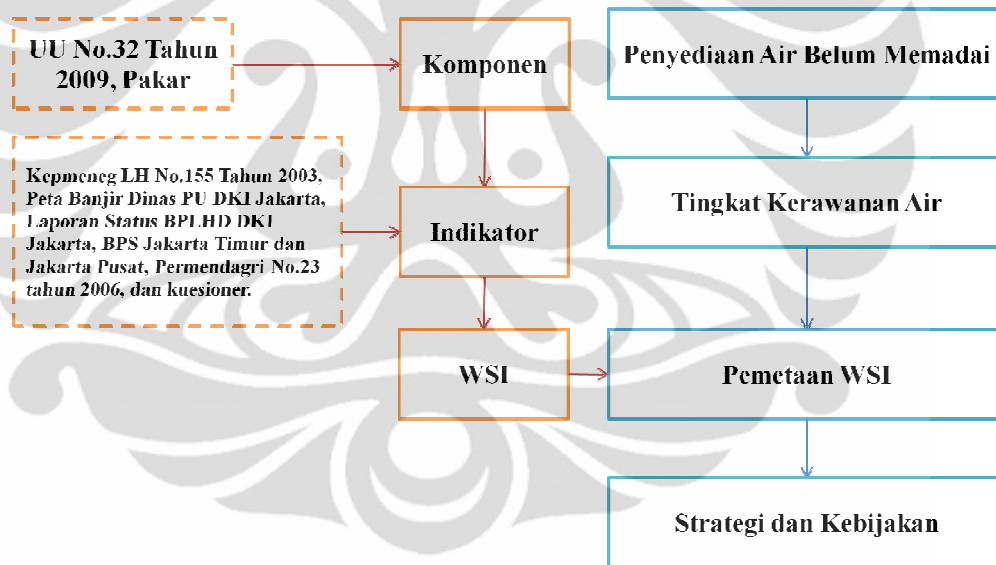 UU No.32 Tahun
2009, Pakar
Komponen
Penyediaan Air Belum Memadai
Kepmeneg LH No.155 Tahun 2003,
Peta Banjir Dinas PU DKI Jakarta,
Laporan Status BPLHD DKI
Jakarta, BPS Jakarta Timur dan
Jakarta Pusat, Permendagri No.23
tahun 2006, dan kuesioner.
Indikator
Tingkat Kerawanan Air
WSI
Pemetaan WSI
Strategi dan Kebijakan